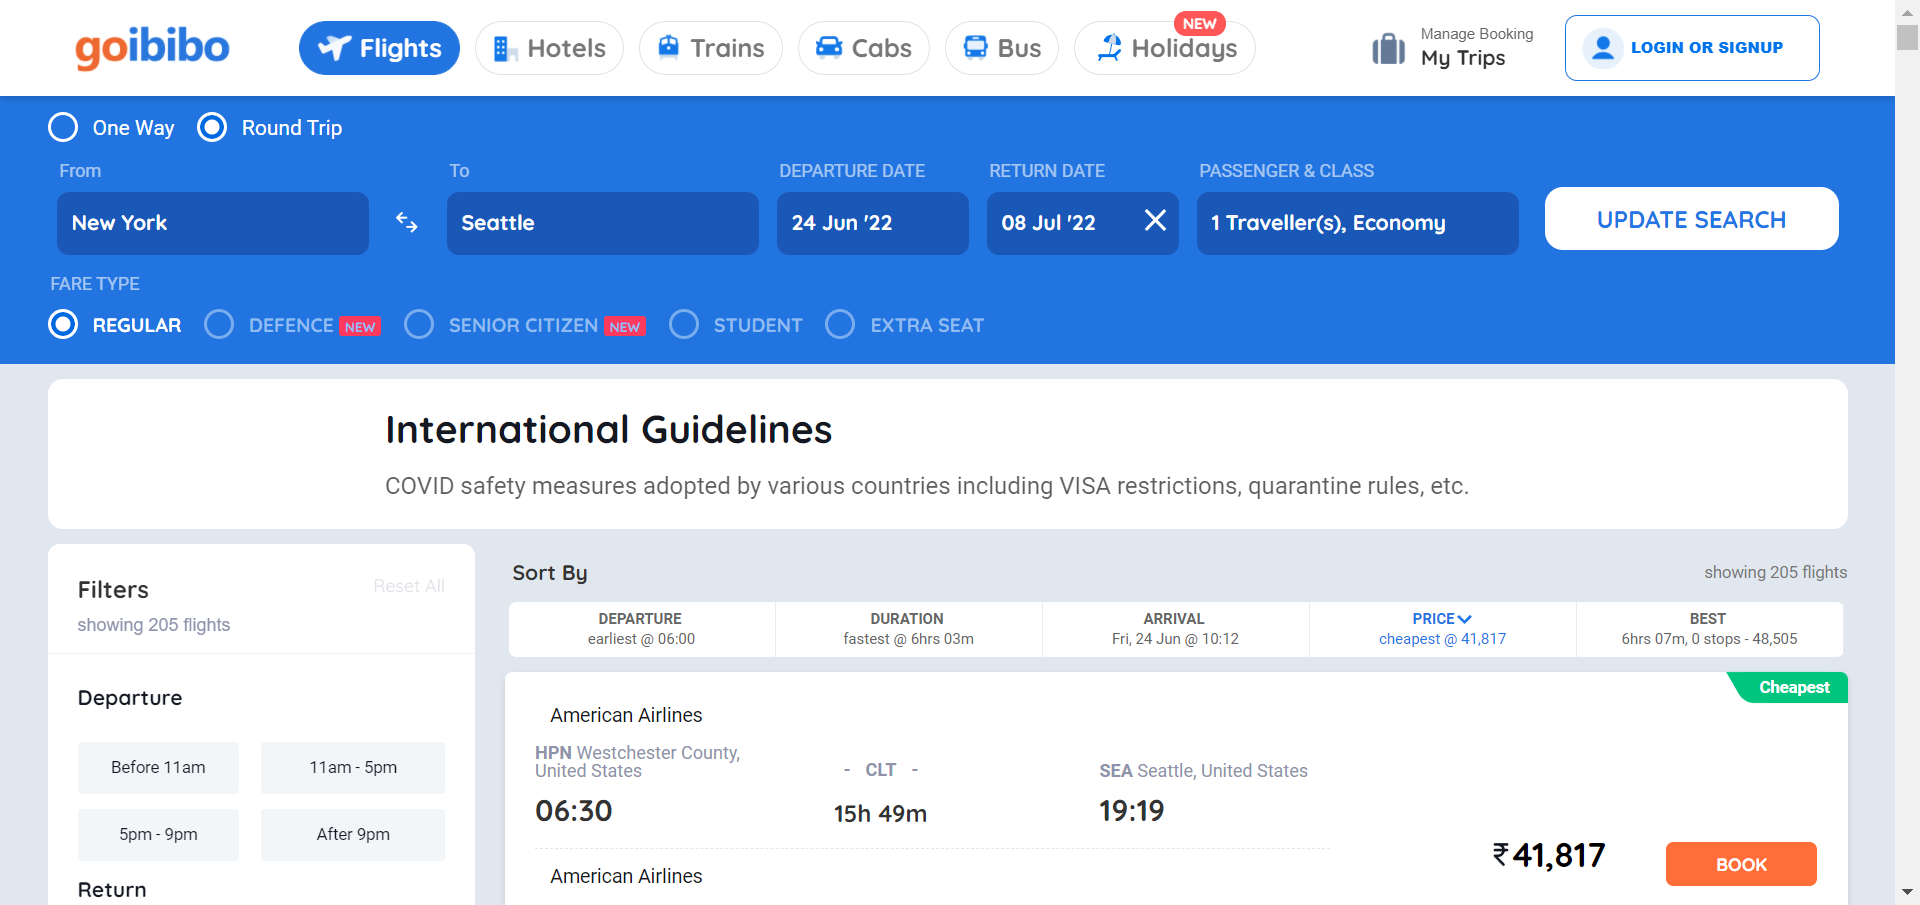 goibibo
Flights
Hotels
Trains
Cabs
Bus
Holidays
NEW
Manage Booking
My Trips
LOGIN OR SIGNUP
One Way
Round Trip
From
To
DEPARTURE DATE
RETURN DATE
PASSENGER & CLASS
New York
Seattle
24 Jun '22
08 Jul '22
1 Traveller(s), Economy
UPDATE SEARCH
FARE TYPE
REGULAR
DEFENCE NEW
SENIOR CITIZEN NEW
STUDENT
EXTRA SEAT
International Guidelines
COVID safety measures adopted by various countries including VISA restrictions, quarantine rules, etc.
Filters
Reset All
showing 205 flights
Departure
Before 11am
11am - 5pm
5pm - 9pm
After 9pm
Return
Sort By
showing 205 flights
DEPARTURE
earliest @ 06:00
DURATION
fastest @ 6hrs 03m
ARRIVAL
Fri, 24 Jun @ 10:12
PRICE
cheapest @ 41,817
BEST
6hrs 07m, 0 stops - 48,505
Cheapest
American Airlines
HPN Westchester County,
United States
- CLT -
SEA Seattle, United States
06:30
15h 49m
19:19
₹41,817
BOOK
American Airlines